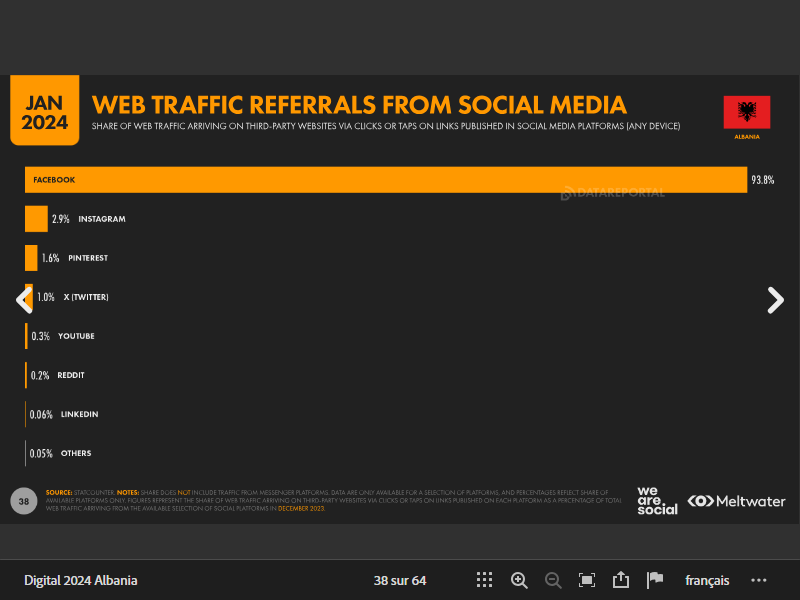 JAN
2024
WEB TRAFFIC REFERRALS FROM SOCIAL MEDIA
SHARE OF WEB TRAFFIC ARRIVING ON THIRD-PARTY WEBSITES VIA CLICKS OR TAPS ON LINKS PUBLISHED IN SOCIAL MEDIA PLATFORMS (ANY DEVICE)
ALBANIA
FACEBOOK 93.8%
DATAREPORTAL
2.9% INSTAGRAM
1.6% PINTEREST
1.0% X (TWITTER)
0.3% YOUTUBE
0.2% REDDIT
0.06% LINKEDIN
0.05% OTHERS
38
SOURCE: STATCOUNTER. NOTES: SHARE DOES NOT INCLUDE TRAFFIC FROM MESSENGER PLATFORMS. DATA ARE ONLY AVAILABLE FOR A SELECTION OF PLATFORMS, AND PERCENTAGES REFLECT SHARE OF
AVAILABLE PLATFORMS ONLY. FIGURES REPRESENT THE SHARE OF WEB TRAFFIC ARRIVING ON THIRD-PARTY WEBSITES VIA CLICKS OR TAPS ON LINKS PUBLISHED ON EACH PLATFORM AS A PERCENTAGE OF TOTAL
WEB TRAFFIC ARRIVING FROM THE AVAILABLE SELECTION OF SOCIAL PLATFORMS IN DECEMBER 2023.
we
are.
social
Meltwater
Digital 2024 Albania
38 sur 64
français